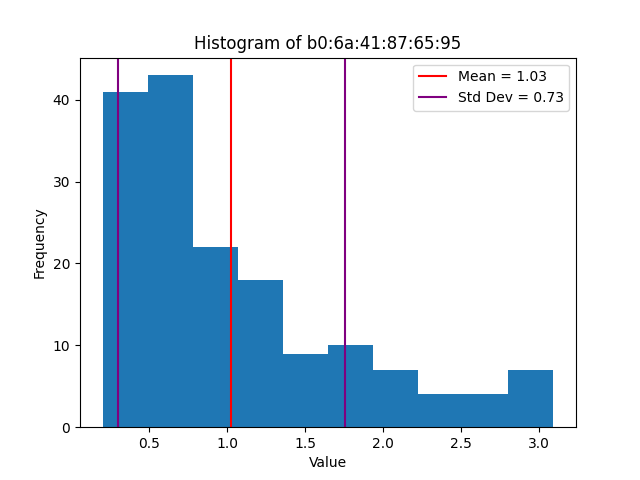 Histogram of b0:6a:41:87:65:95
Mean = 1.03
Std Dev = 0.73
Frequency
40
30
20
10
0
0.5 1.0 1.5 2.0 2.5 3.0
Value